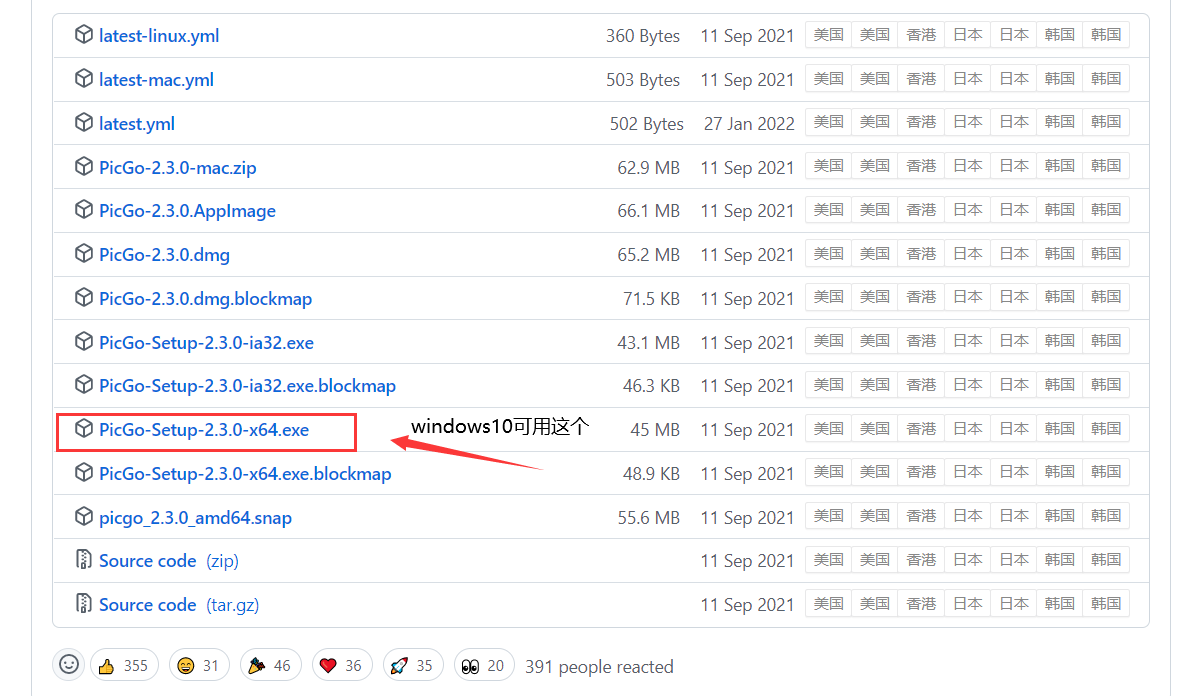 latest-linux.yml 360 Bytes 11 Sep 2021 美国 美国 香港 日本 日本 韩国 韩国
latest-mac.yml 503 Bytes 11 Sep 2021 美国 美国 香港 日本 日本 韩国 韩国
latest.yml 502 Bytes 27 Jan 2022 美国 美国 香港 日本 日本 韩国 韩国
PicGo-2.3.0-mac.zip 62.9 MB 11 Sep 2021 美国 美国 香港 日本 日本 韩国 韩国
PicGo-2.3.0.AppImage 66.1 MB 11 Sep 2021 美国 美国 香港 日本 日本 韩国 韩国
PicGo-2.3.0.dmg 65.2 MB 11 Sep 2021 美国 美国 香港 日本 日本 韩国 韩国
PicGo-2.3.0.dmg.blockmap 71.5 KB 11 Sep 2021 美国 美国 香港 日本 日本 韩国 韩国
PicGo-Setup-2.3.0-ia32.exe 43.1 MB 11 Sep 2021 美国 美国 香港 日本 日本 韩国 韩国
PicGo-Setup-2.3.0-ia32.exe.blockmap 46.3 KB 11 Sep 2021 美国 美国 香港 日本 日本 韩国 韩国
PicGo-Setup-2.3.0-x64.exe windows10可用这个 45 MB 11 Sep 2021 美国 美国 香港 日本 日本 韩国 韩国
PicGo-Setup-2.3.0-x64.exe.blockmap 48.9 KB 11 Sep 2021 美国 美国 香港 日本 日本 韩国 韩国
picgo_2.3.0_amd64.snap 55.6 MB 11 Sep 2021 美国 美国 香港 日本 日本 韩国 韩国
Source code (zip) 11 Sep 2021 美国 美国 香港 日本 日本 韩国 韩国
Source code (tar.gz) 11 Sep 2021 美国 美国 香港 日本 日本 韩国 韩国
355 31 46 36 35 20 391 people reacted